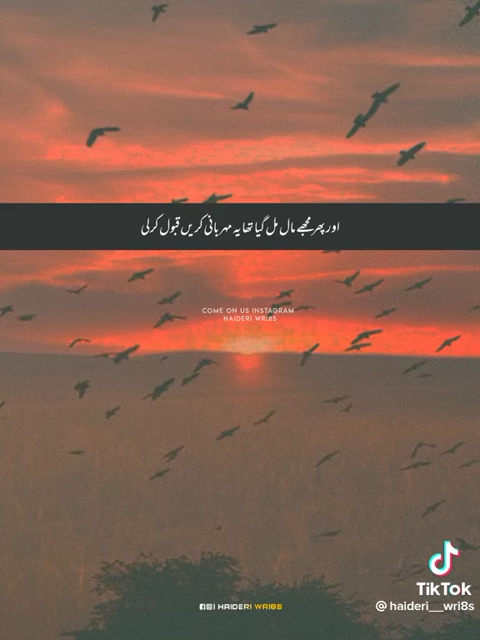 اور پھر مجھے مال مل گیا تھا یہ مہربانی کریں قبول کرلی
COME ON US INSTAGRAM
HAIDERI WRI8S
HAIDERI WRI8S
TikTok
@haideri__wri8s